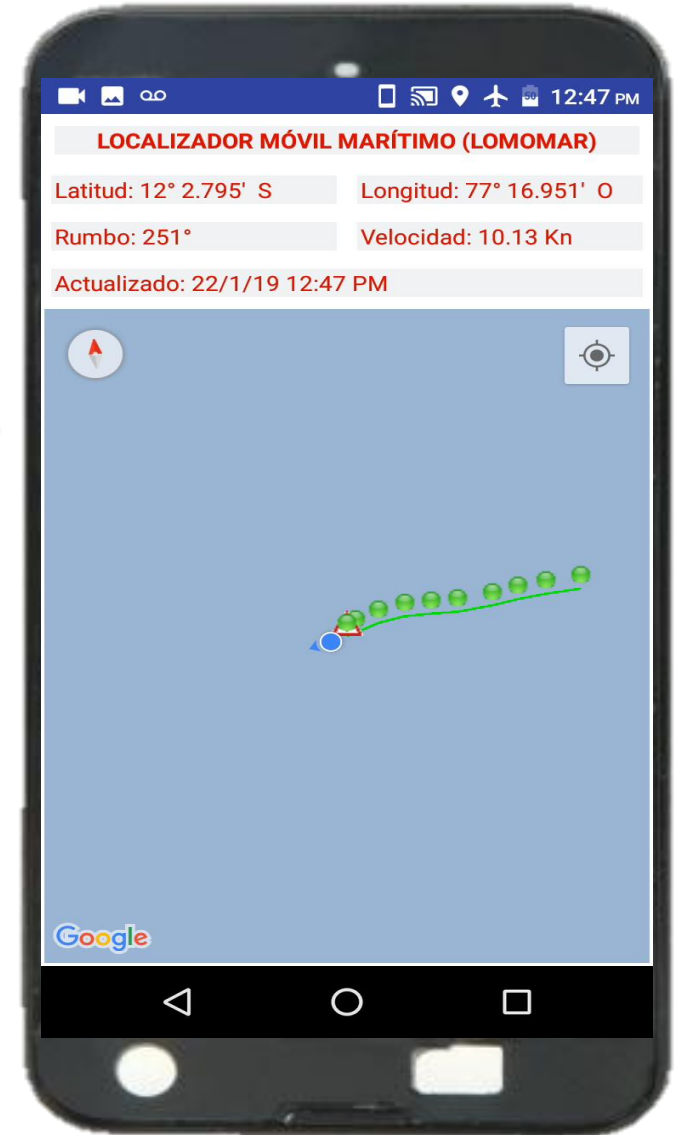 50 12:47 PM
LOCALIZADOR MÓVIL MARÍTIMO (LOMOMAR)
Latitud: 12° 2.795' S Longitud: 77° 16.951' O
Rumbo: 251° Velocidad: 10.13 Kn
Actualizado: 22/1/19 12:47 PM
Google